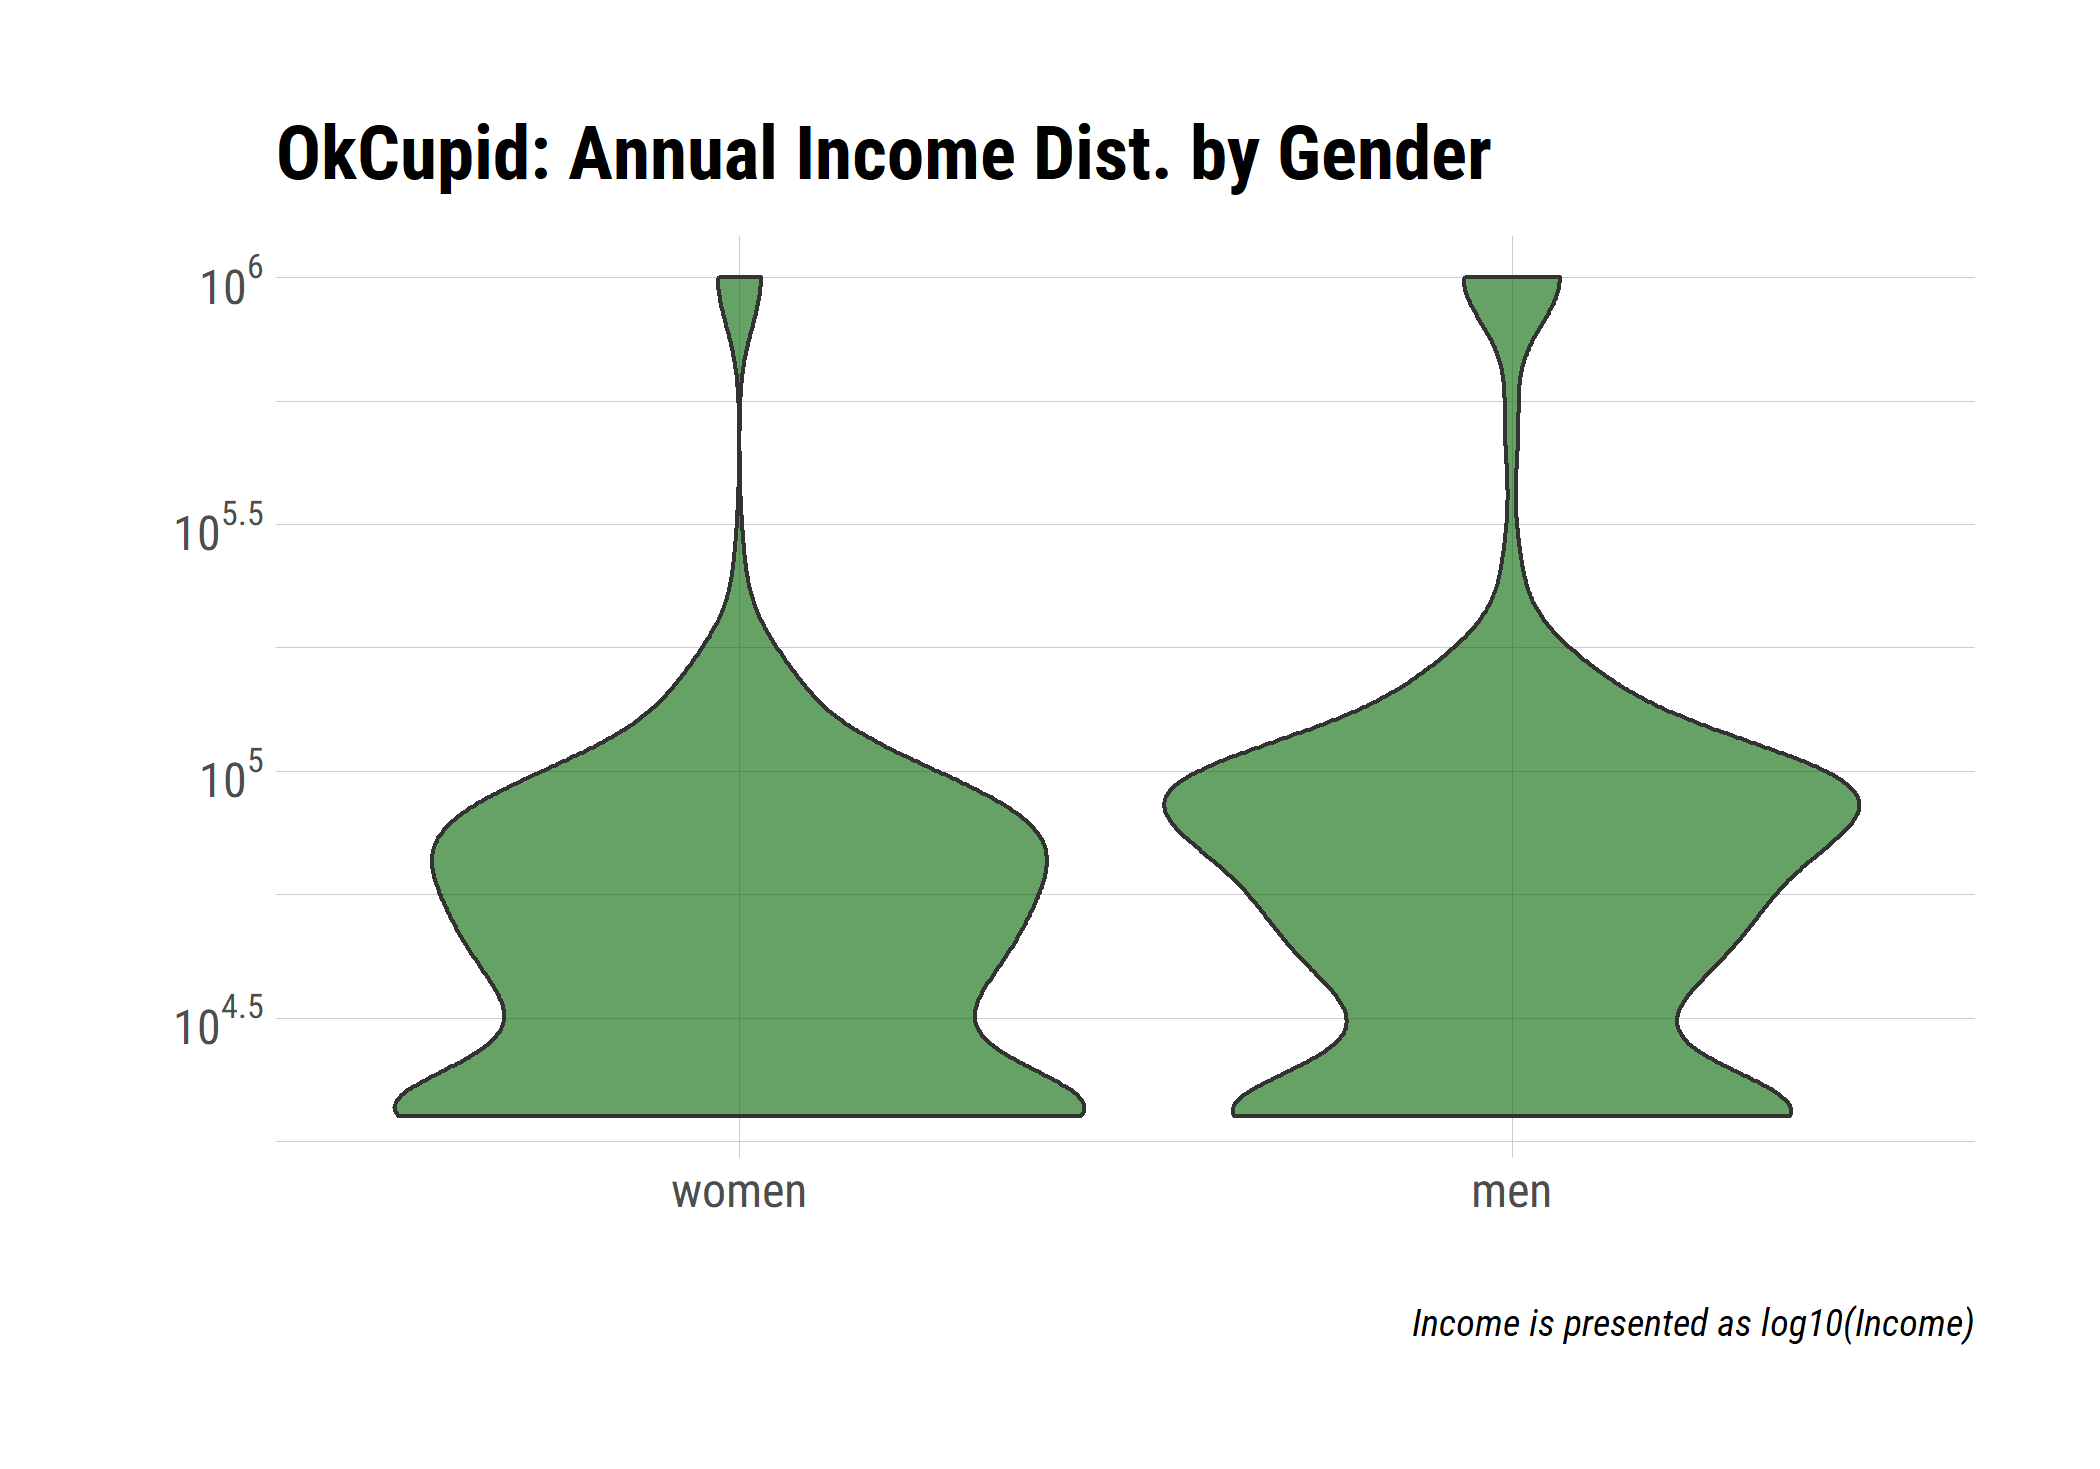 OkCupid: Annual Income Dist. by Gender
10^6
10^5.5
10^5
10^4.5
women men
Income is presented as log10(Income)